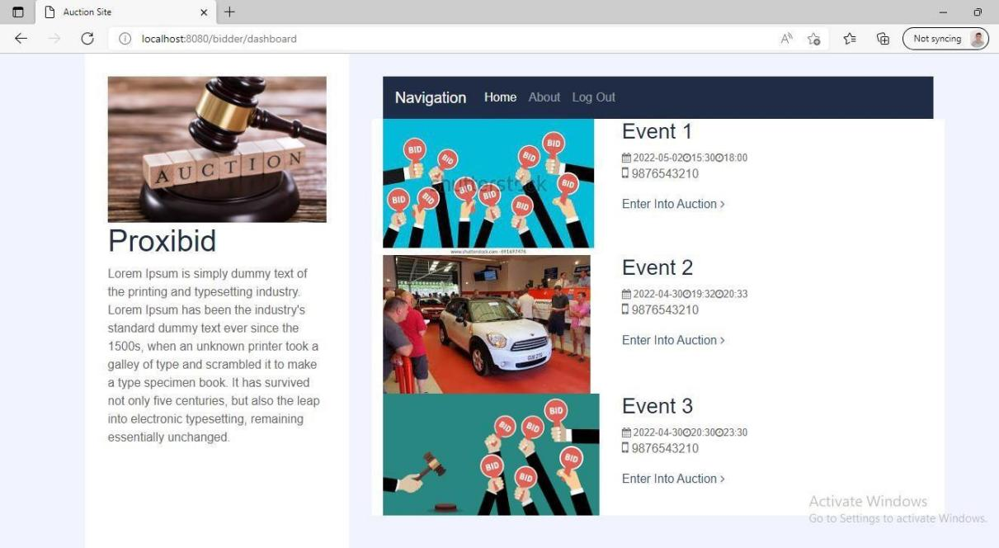 Auction Site
localhost:8080/bidder/dashboard
Not syncing
AUCTION
Proxibid
Lorem Ipsum is simply dummy text of
the printing and typesetting industry.
Lorem Ipsum has been the industry's
standard dummy text ever since the
1500s, when an unknown printer took a
galley of type and scrambled it to make
a type specimen book. It has survived
not only five centuries, but also the leap
into electronic typesetting, remaining
essentially unchanged.
Navigation Home About Log Out
BID BID BID BID
BID BID BID BID BID BID
shutterstock
www.shutterstock.com · 691697476
Event 1
2022-05-02 15:30 18:00
9876543210
Enter Into Auction >
Event 2
2022-04-30 19:32 20:33
9876543210
Enter Into Auction >
BID BID BID
BID BID BID
Event 3
2022-04-30 20:30 23:30
9876543210
Enter Into Auction >
Activate Windows
Go to Settings to activate Windows.